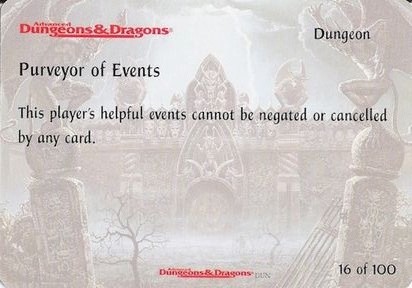 Advanced
Dungeons&Dragons®
Dungeon
Purveyor of Events
This player's helpful events cannot be negated or cancelled
by any card.
Advanced
Dungeons&Dragons® DUN
16 of 100